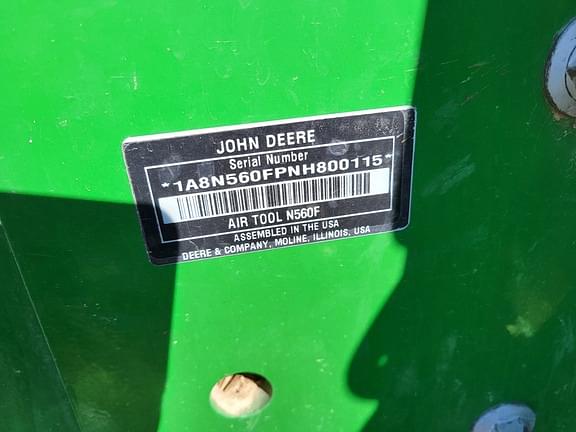 JOHN DEERE
Serial Number
*1A8N560FPNH800115*
AIR TOOL N560F
ASSEMBLED IN THE USA
DEERE & COMPANY, MOLINE, ILLINOIS, USA